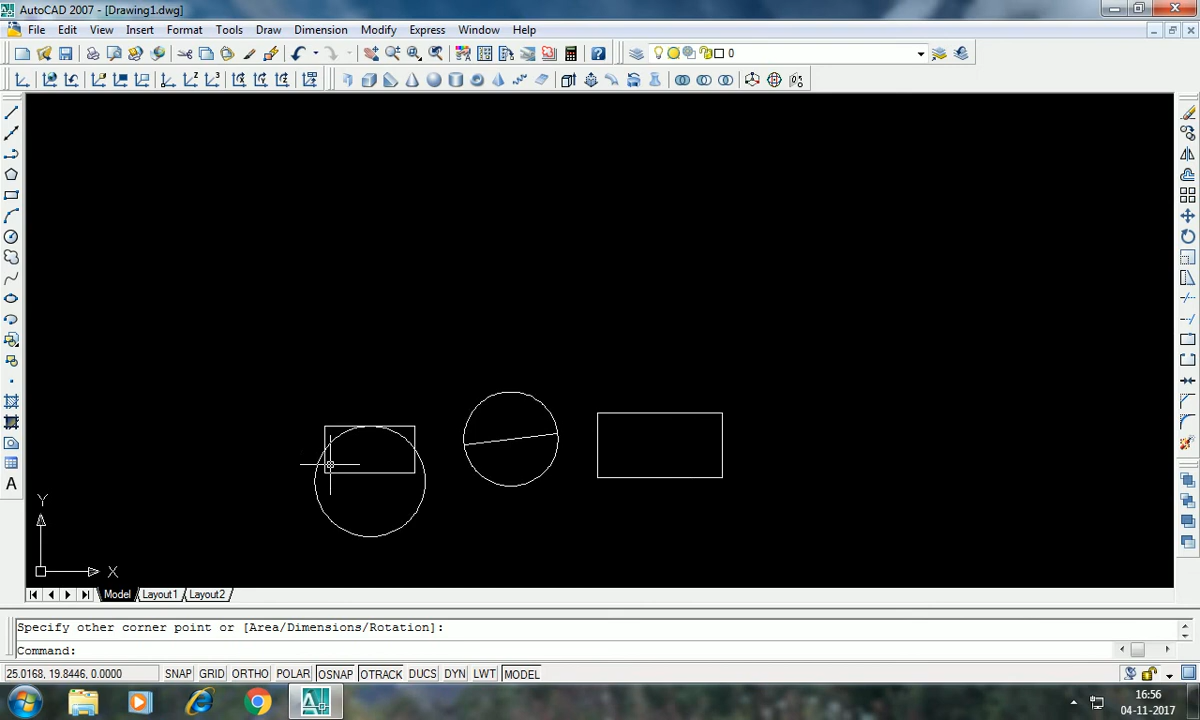 AutoCAD 2007 - [Drawing1.dwg]
File Edit View Insert Format Tools Draw Dimension Modify Express Window Help
0
Y
X
Model Layout1 Layout2
Specify other corner point or [Area/Dimensions/Rotation]:
Command:
25.0168, 19.8446, 0.0000 SNAP GRID ORTHO POLAR OSNAP OTRACK DUCS DYN LWT MODEL
16:56
04-11-2017